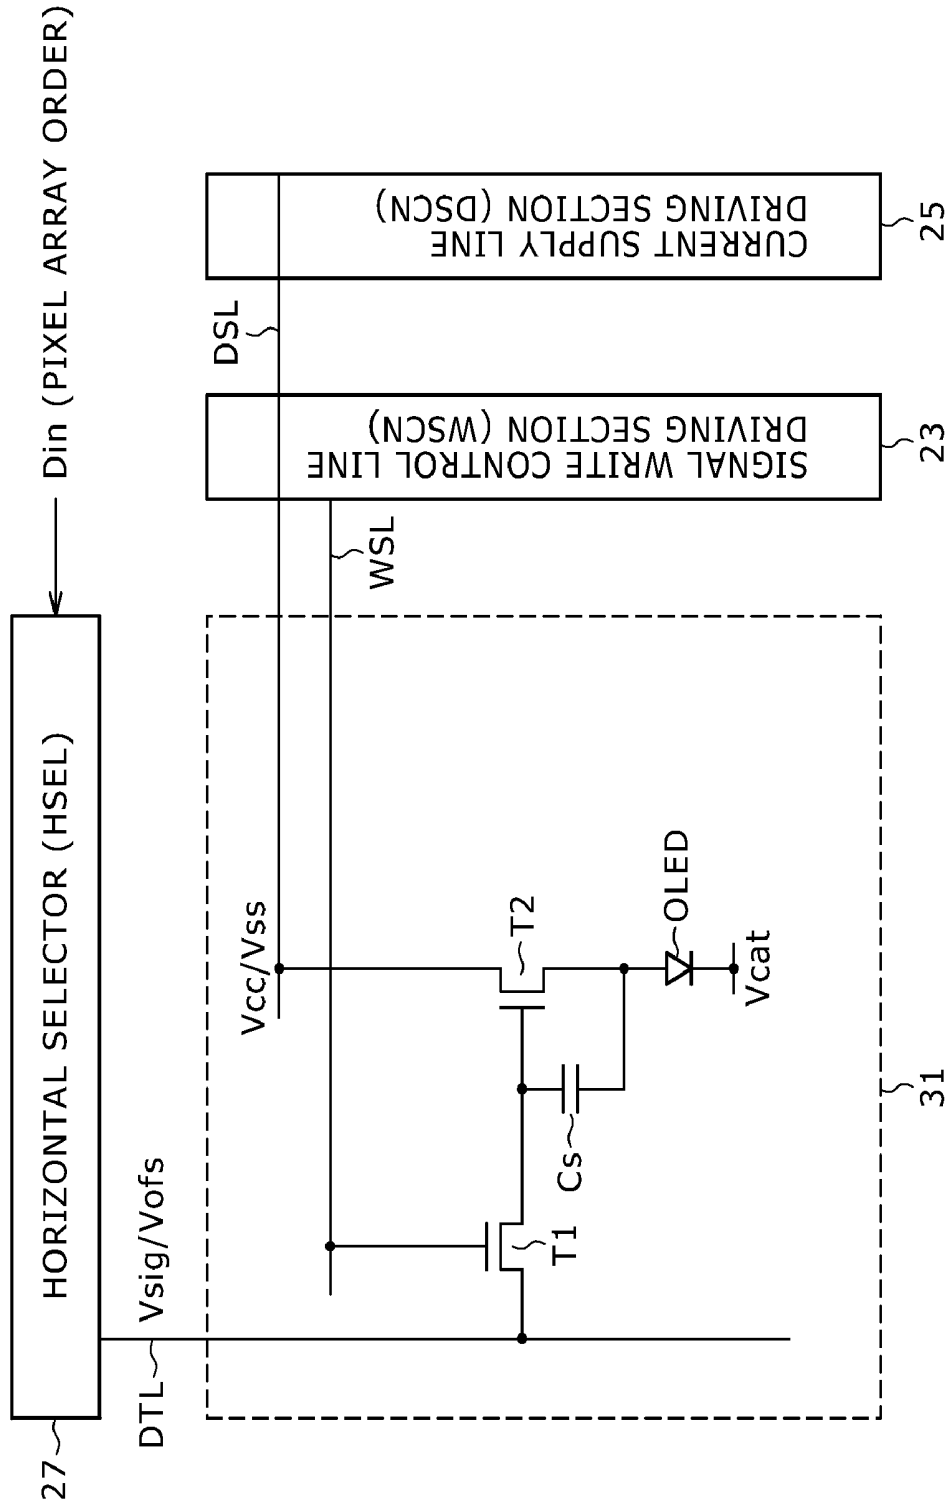 27
HORIZONTAL SELECTOR (HSEL)
Din (PIXEL ARRAY ORDER)
DTL
Vsig/Vofs
Vcc/Vss
DSL
WSL
T1
Cs
T2
OLED
Vcat
SIGNAL WRITE CONTROL LINE
DRIVING SECTION (WSCN)
CURRENT SUPPLY LINE
DRIVING SECTION (DSCN)
31
23
25